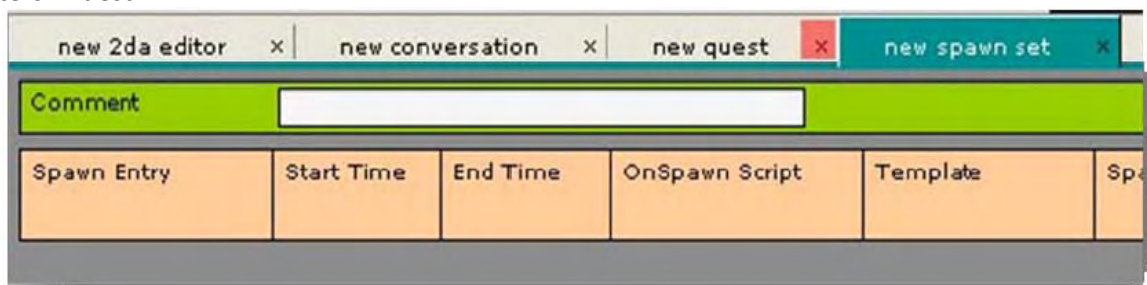 new 2da editor × new conversation × new quest × new spawn set ×
Comment
Spawn Entry Start Time End Time OnSpawn Script Template